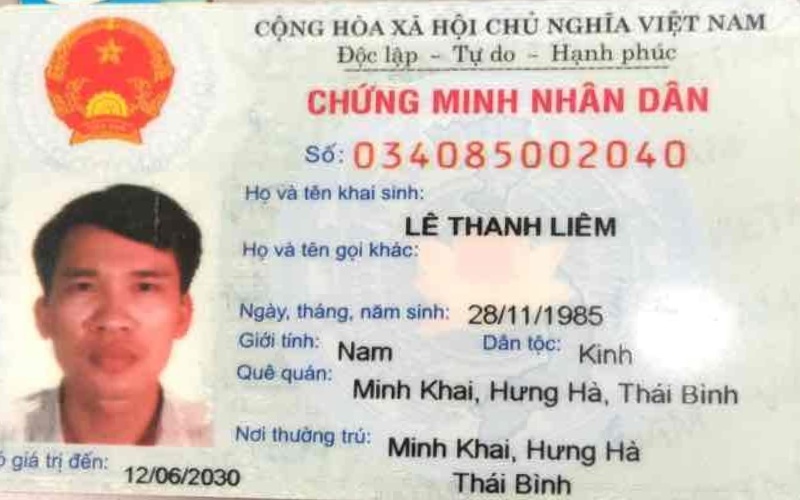 CỘNG HÒA XÃ HỘI CHỦ NGHĨA VIỆT NAM
Độc lập - Tự do - Hạnh phúc
CHỨNG MINH NHÂN DÂN
Số: 034085002040
Họ và tên khai sinh:
LÊ THANH LIÊM
Họ và tên gọi khác:
Ngày, tháng, năm sinh: 28/11/1985
Giới tính: Nam Dân tộc: Kinh
Quê quán: Minh Khai, Hưng Hà, Thái Bình
Nơi thường trú: Minh Khai, Hưng Hà
Thái Bình
ó giá trị đến: 12/06/2030